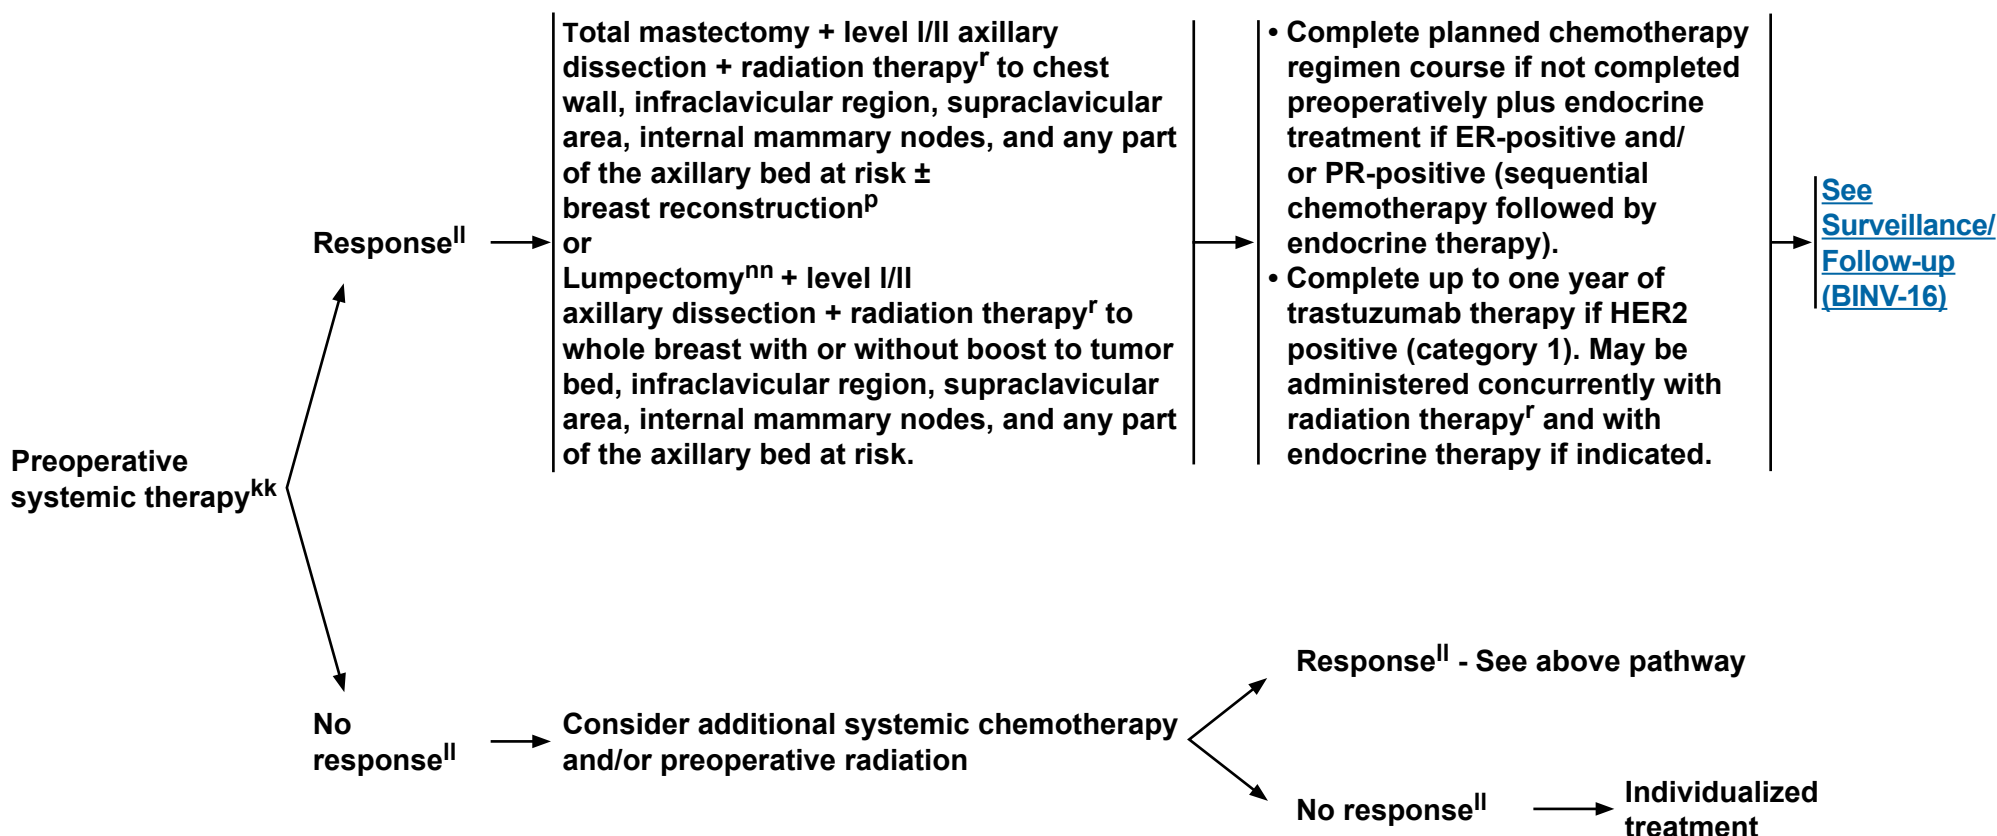 Preoperative
systemic therapykk
Responsell
Total mastectomy + level I/II axillary
dissection + radiation therapyr to chest
wall, infraclavicular region, supraclavicular
area, internal mammary nodes, and any part
of the axillary bed at risk ±
breast reconstructionp
or
Lumpectomynn + level I/II
axillary dissection + radiation therapyr to
whole breast with or without boost to tumor
bed, infraclavicular region, supraclavicular
area, internal mammary nodes, and any part
of the axillary bed at risk.
• Complete planned chemotherapy
regimen course if not completed
preoperatively plus endocrine
treatment if ER-positive and/
or PR-positive (sequential
chemotherapy followed by
endocrine therapy).
• Complete up to one year of
trastuzumab therapy if HER2
positive (category 1). May be
administered concurrently with
radiation therapyr and with
endocrine therapy if indicated.
See
Surveillance/
Follow-up
(BINV-16)
No
responsell
Consider additional systemic chemotherapy
and/or preoperative radiation
Responsell - See above pathway
No responsell
Individualized
treatment